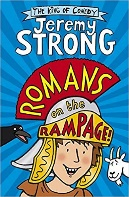 THE KING OF COMEDY
JEREMY
STRONG
ROMANS
on the
RAMPAGE!